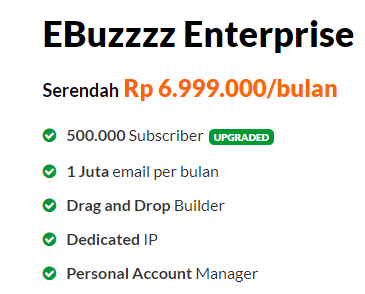 EBuzzzz Enterprise
Serendah Rp 6.999.000/bulan
500.000 Subscriber UPGRADED
1 Juta email per bulan
Drag and Drop Builder
Dedicated IP
Personal Account Manager